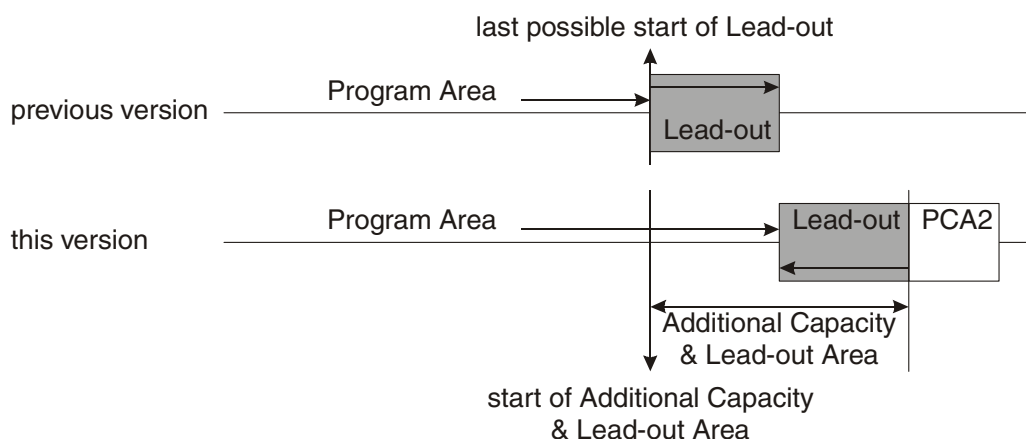 last possible start of Lead-out
Program Area
previous version
Lead-out
Program Area
Lead-out
PCA2
this version
Additional Capacity
& Lead-out Area
start of Additional Capacity
& Lead-out Area